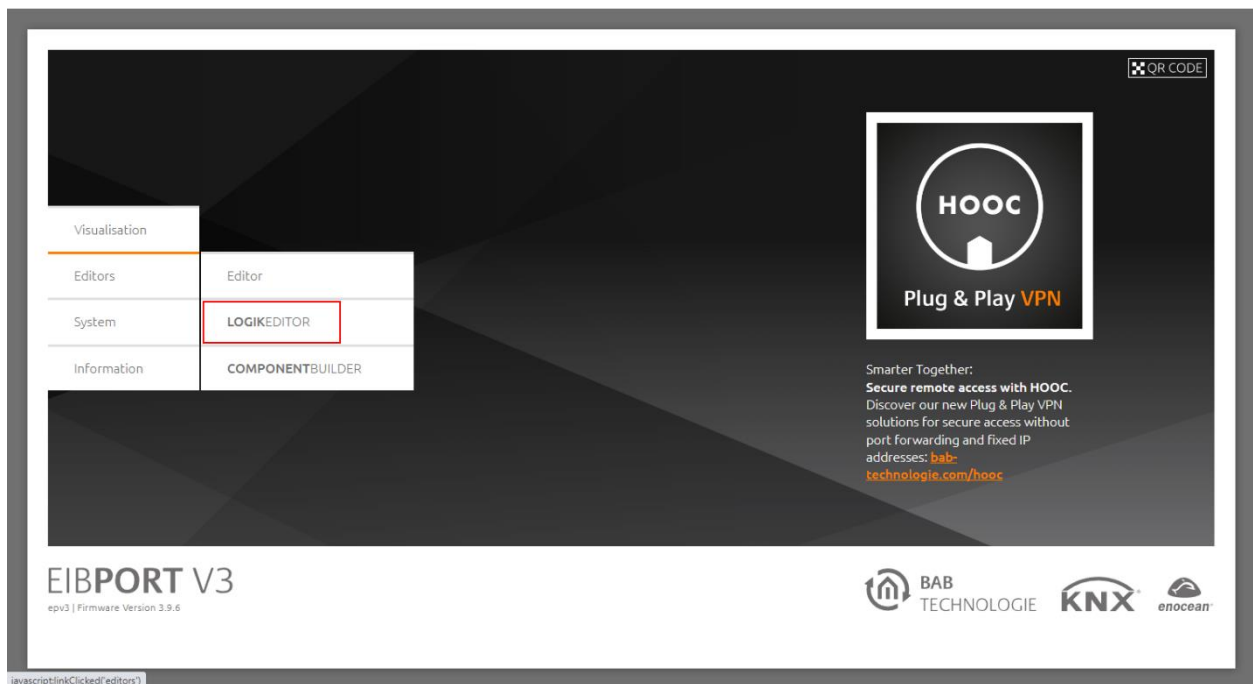 QR CODE
HOOC
Plug & Play VPN
Visualisation
Editors
System
Information
Editor
LOGIKEDITOR
COMPONENTBUILDER
Smarter Together:
Secure remote access with HOOC.
Discover our new Plug & Play VPN
solutions for secure access without
port forwarding and fixed IP
addresses: bab-
technologie.com/hooc
EIBPORT V3
epv3 | Firmware Version 3.9.6
BAB
TECHNOLOGIE
KNX
enocean
javascript:linkClicked('editors')